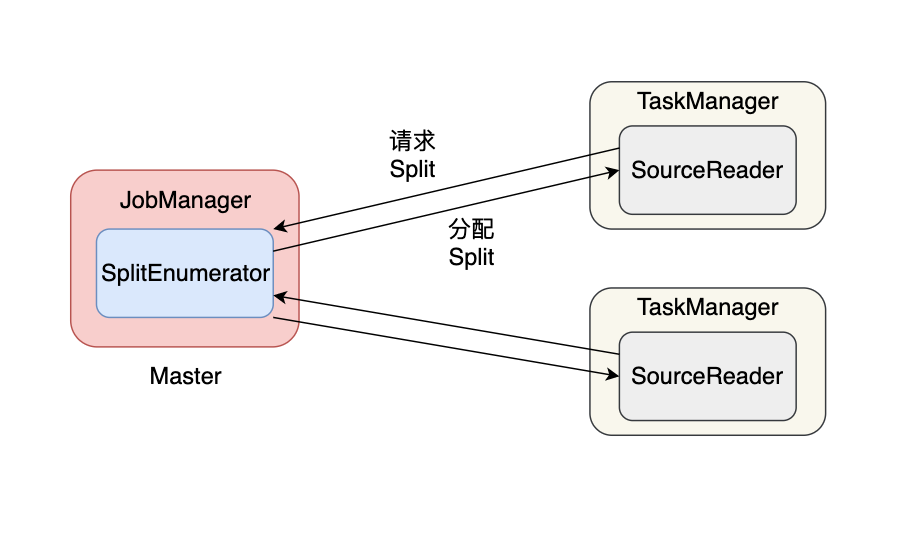 JobManager
SplitEnumerator
Master
请求
Split
分配
Split
TaskManager
SourceReader
TaskManager
SourceReader